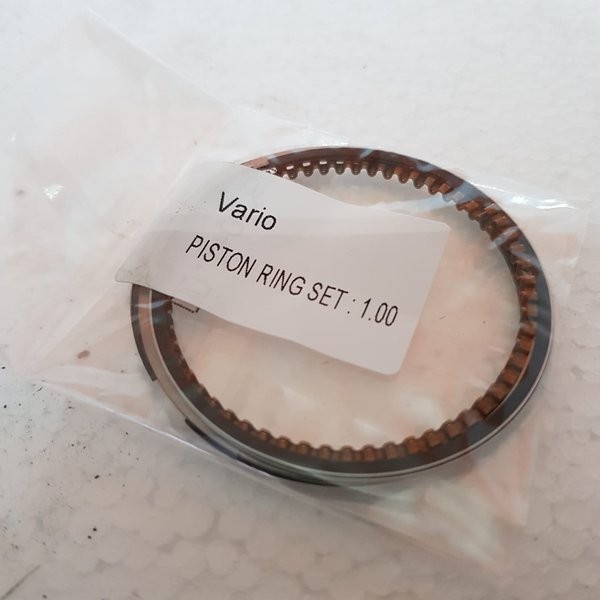 Vario
PISTON RING SET : 1.00